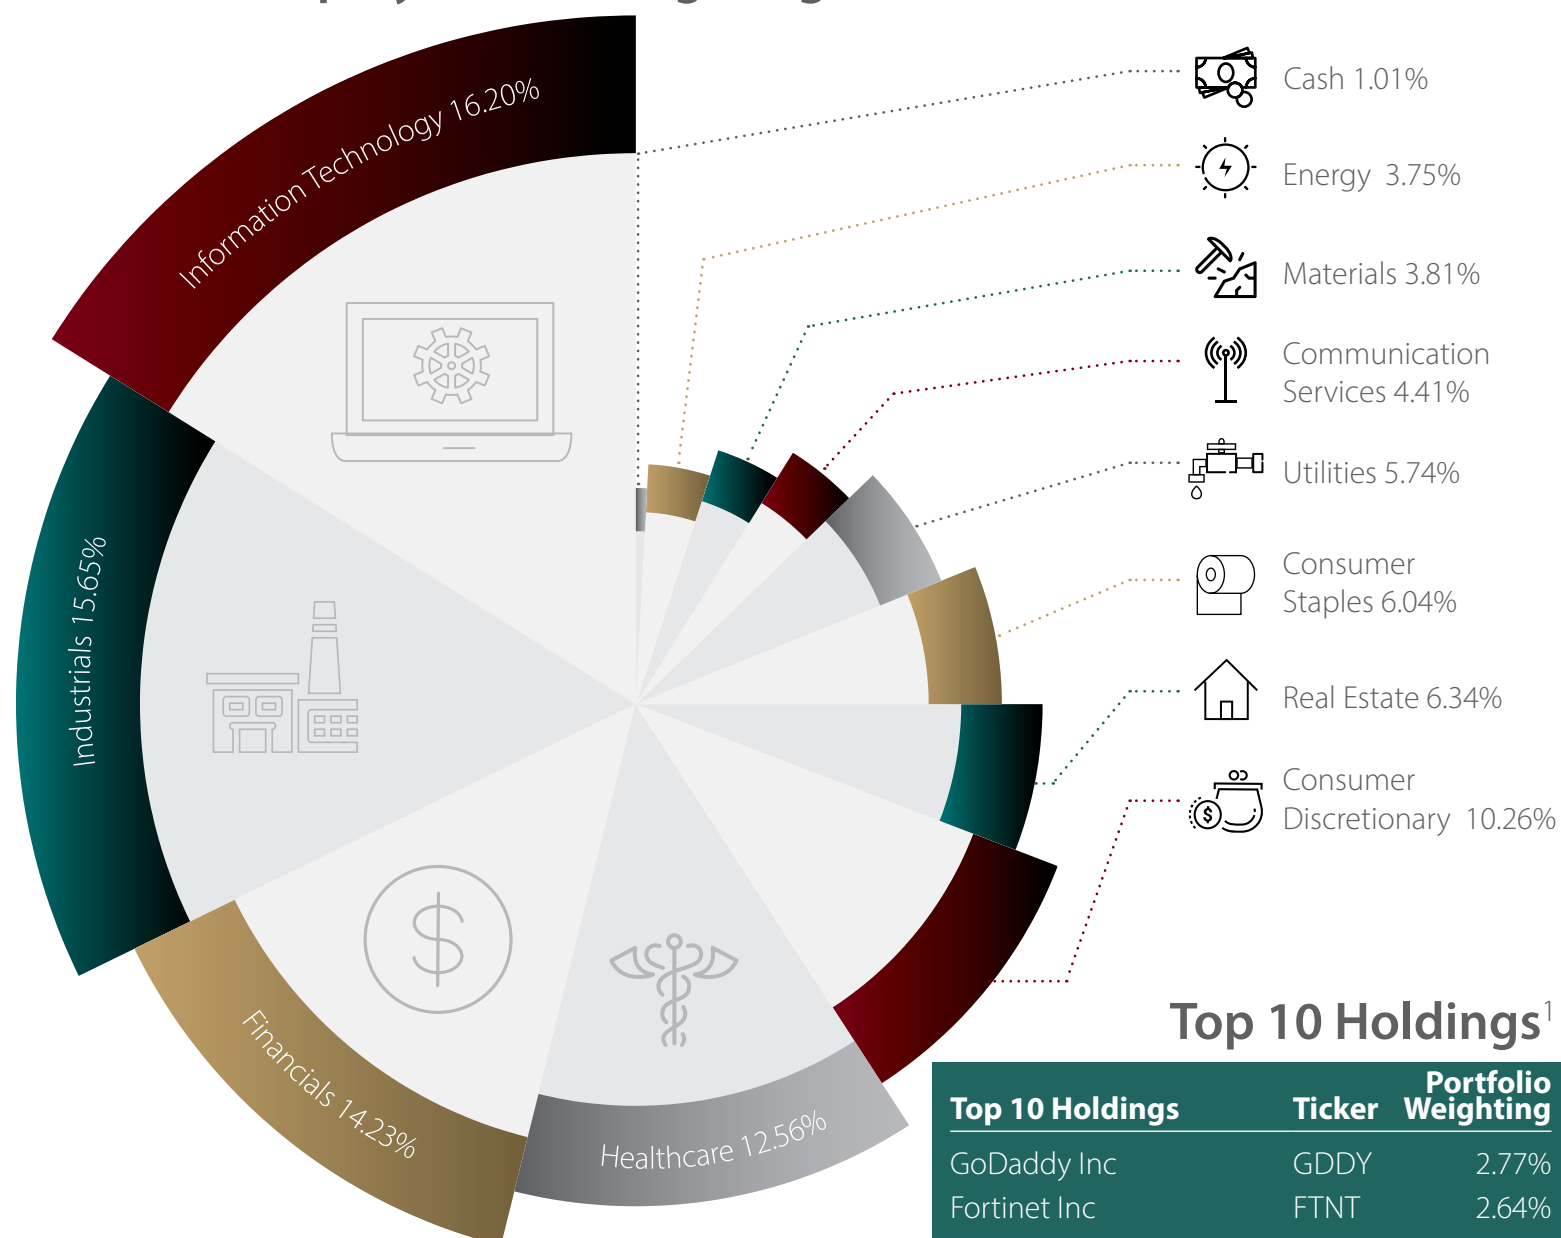 Information Technology 16.20%
Cash 1.01%
Energy 3.75%
Materials 3.81%
Communication
Services 4.41%
Utilities 5.74%
Consumer
Staples 6.04%
Real Estate 6.34%
Consumer
Discretionary 10.26%
Industrials 15.65%
Financials 14.23%
Healthcare 12.56%
Top 10 Holdings¹
Top 10 Holdings Ticker Portfolio Weighting
GoDaddy Inc GDDY 2.77%
Fortinet Inc FTNT 2.64%